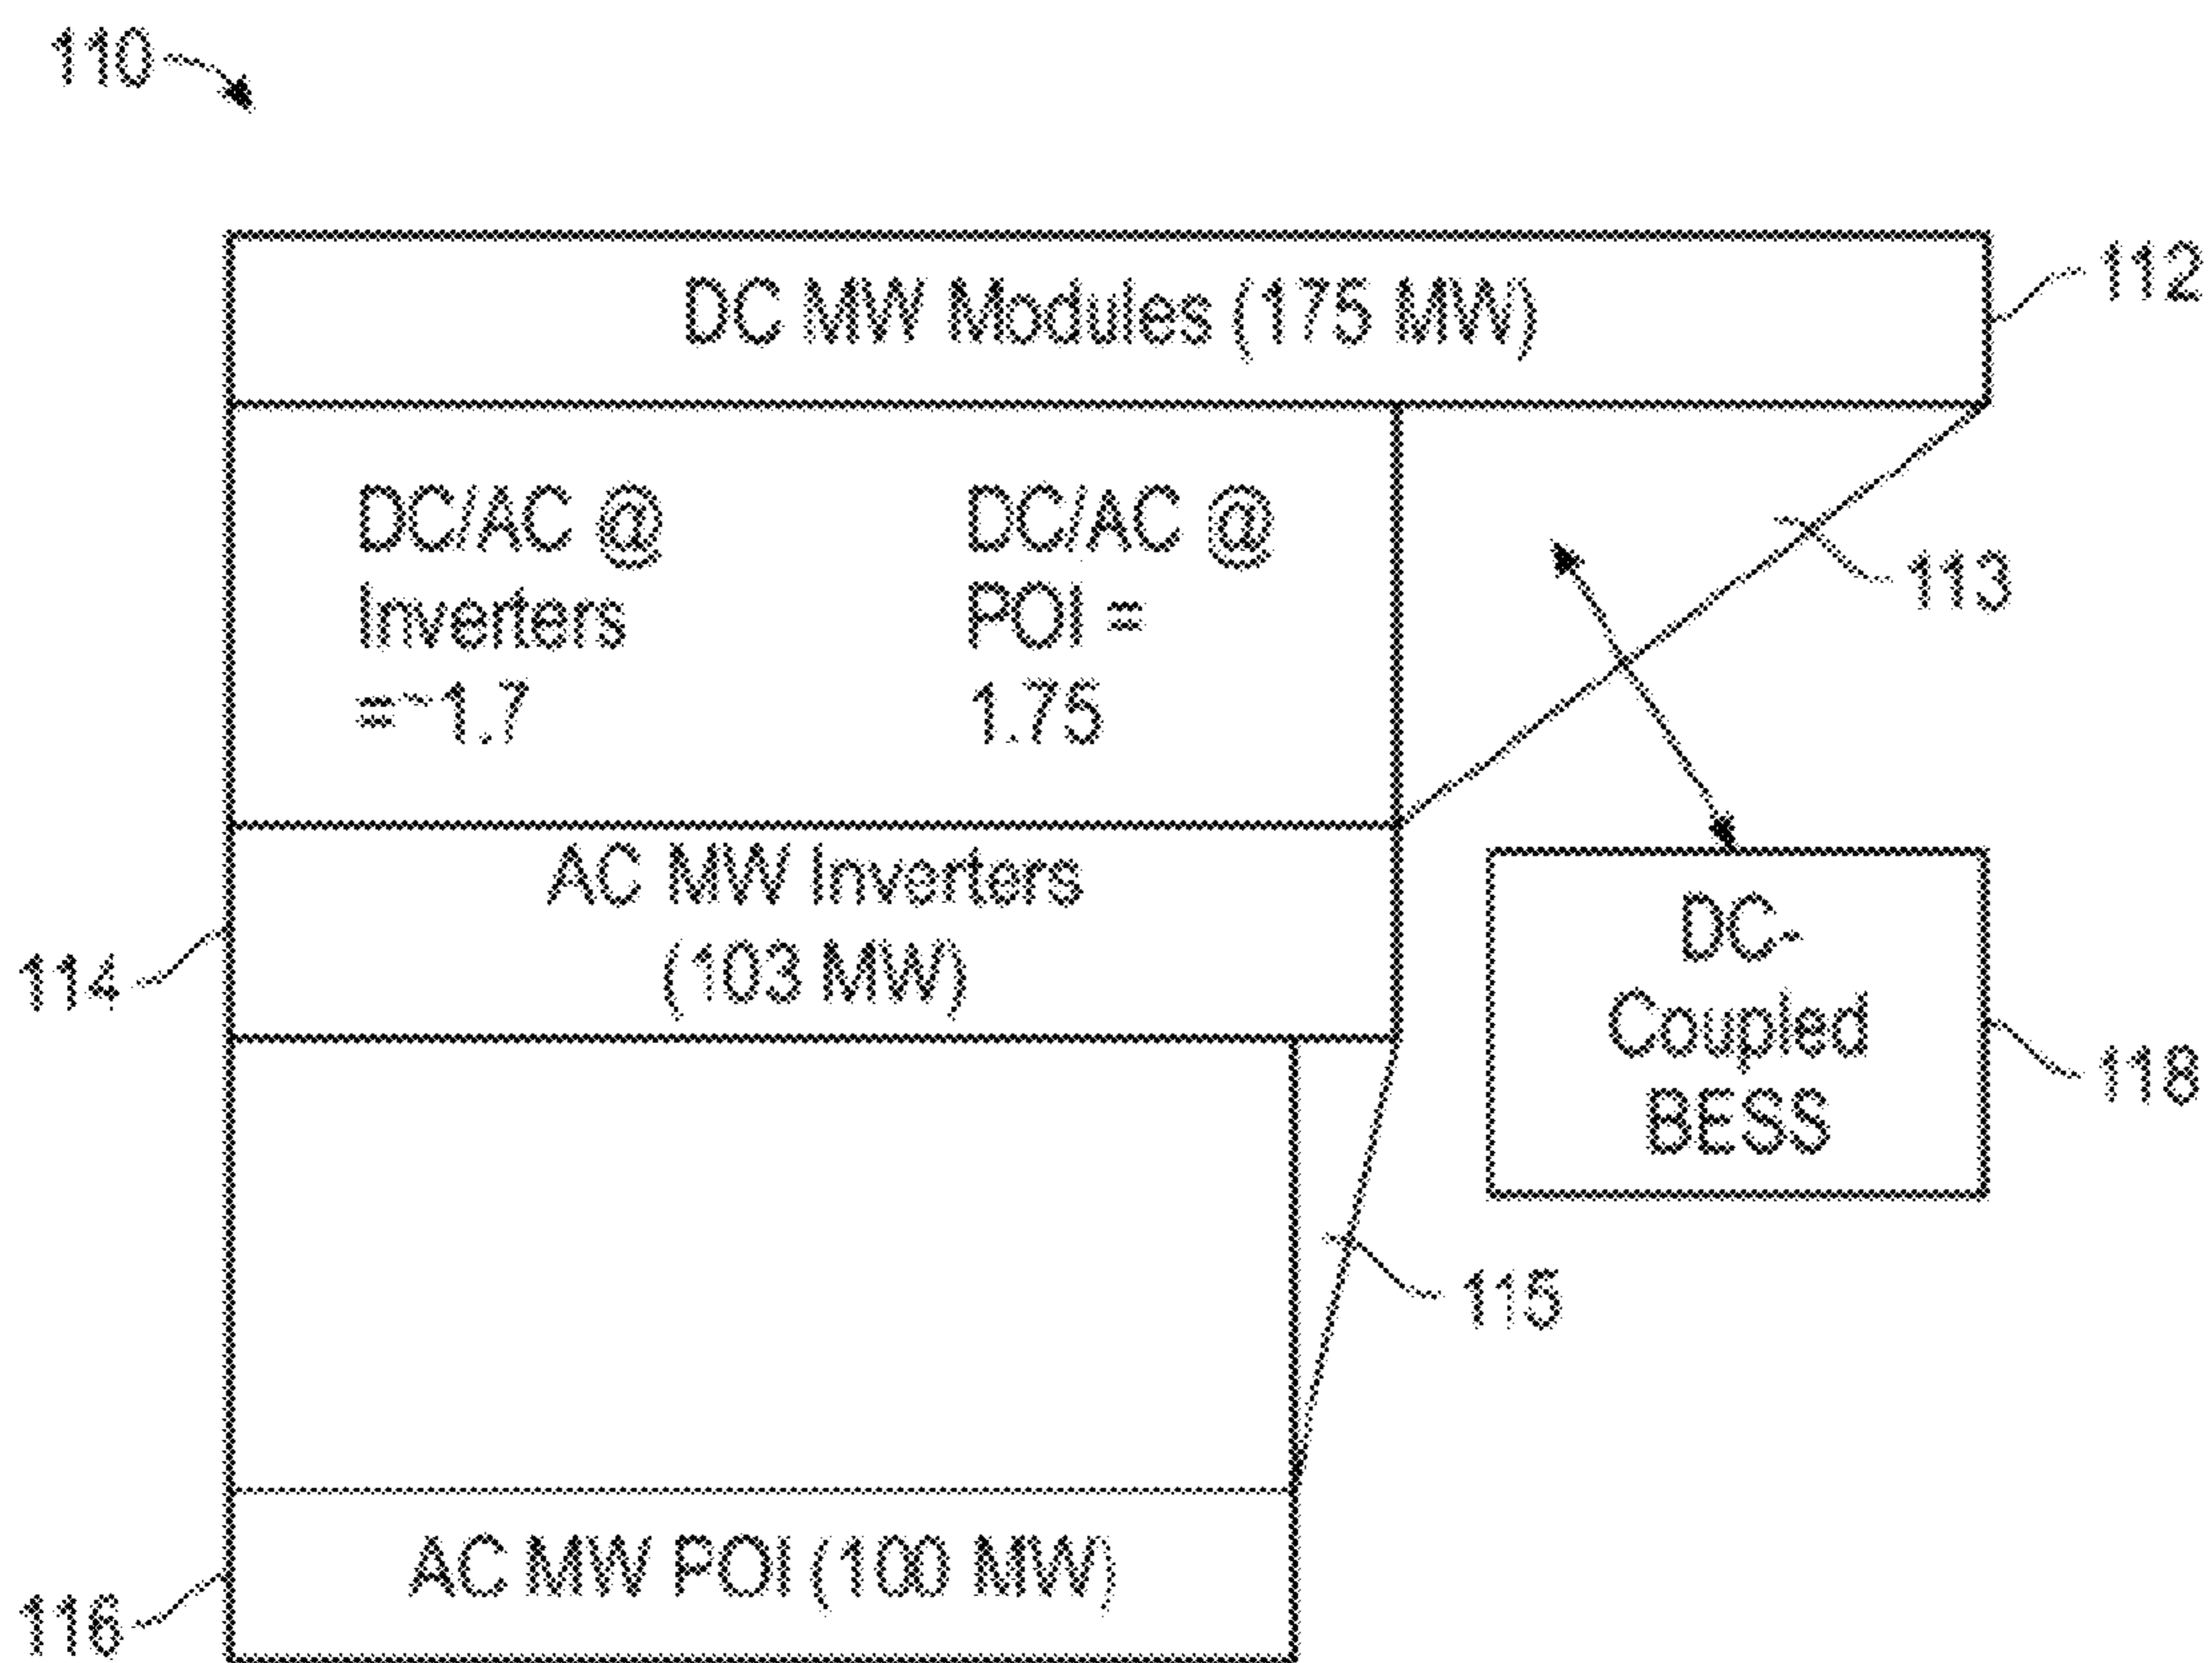 110
DC MW Modules (175 MW)
112
DC/AC @
Inverters
=~1.7
DC/AC @
POI =
1.75
113
AC MW Inverters
(103 MW)
114
DC-
Coupled
BESS
118
115
AC MW POI (100 MW)
116